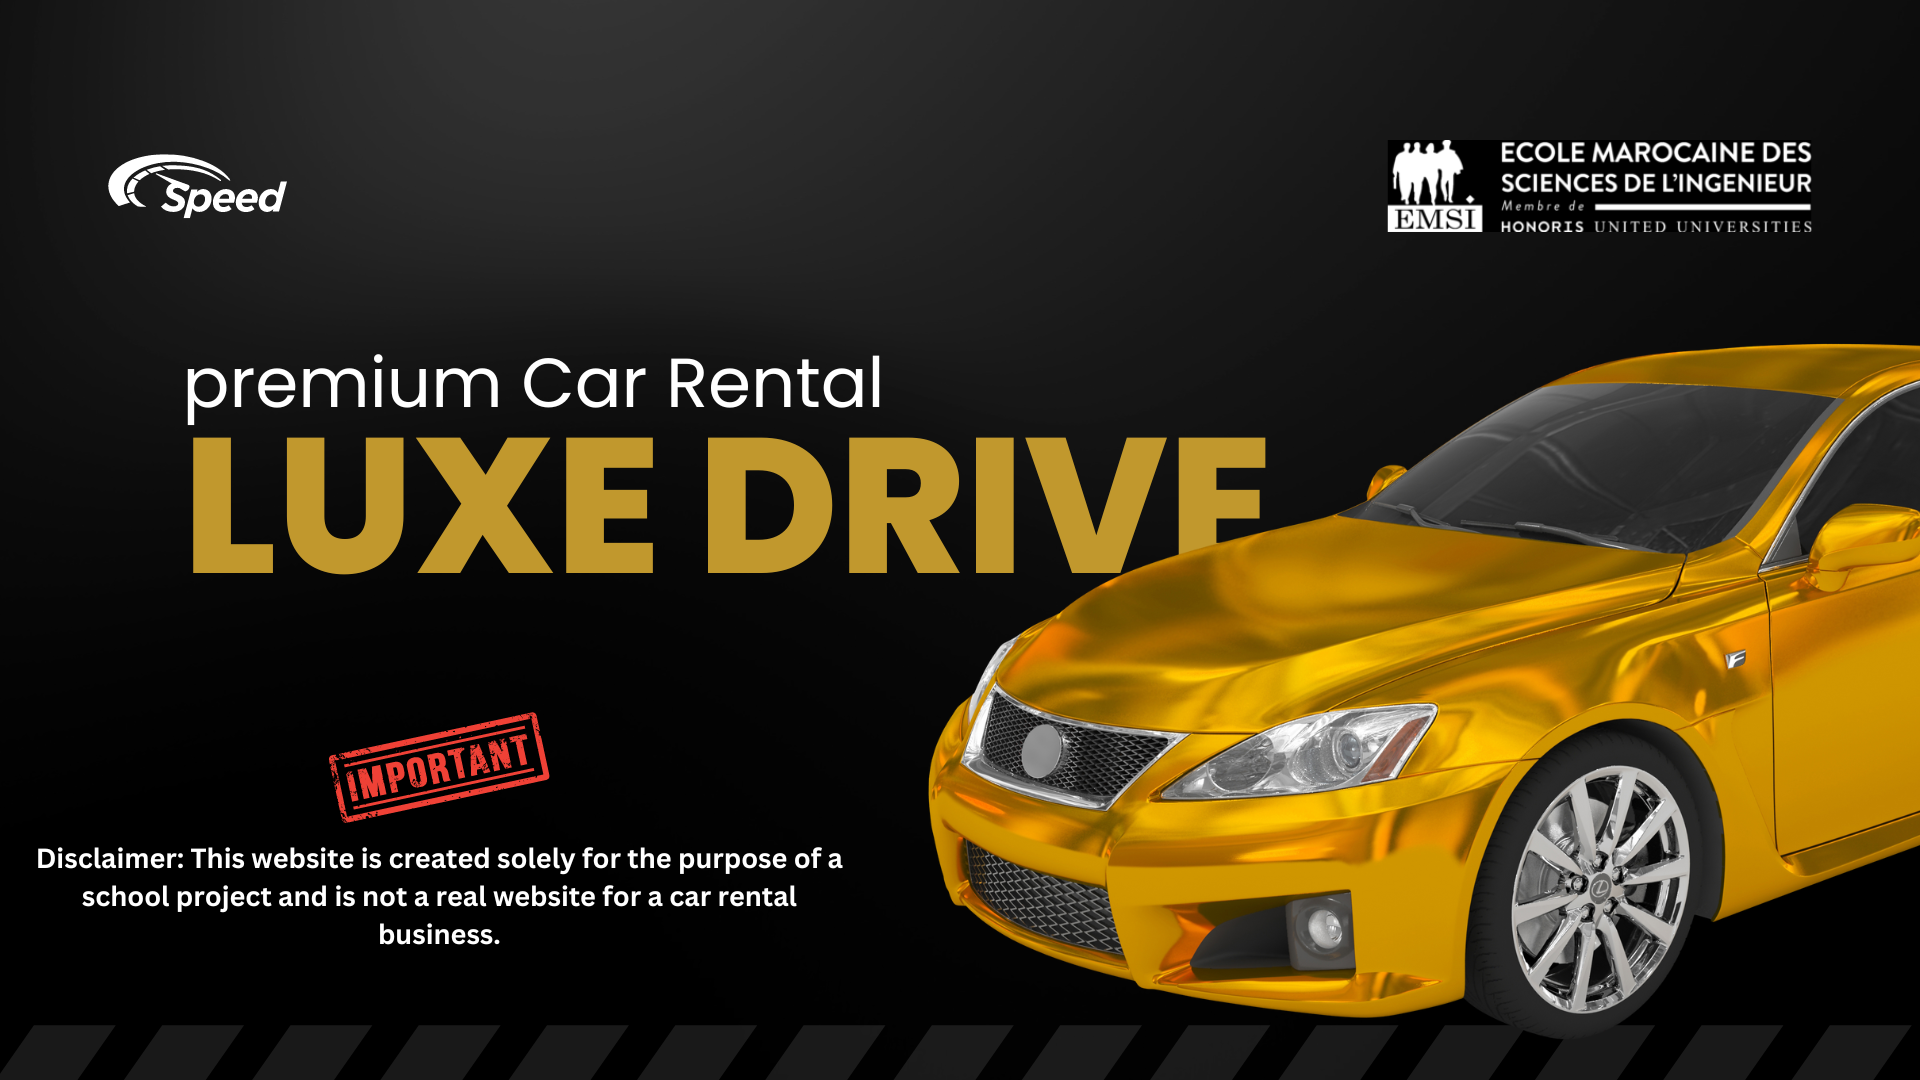 Speed
ECOLE MAROCAINE DES
SCIENCES DE L'INGENIEUR
Membre de
HONORIS UNITED UNIVERSITIES
EMSI
premium Car Rental
LUXE DRIVE
IMPORTANT
Disclaimer: This website is created solely for the purpose of a
school project and is not a real website for a car rental
business.
F